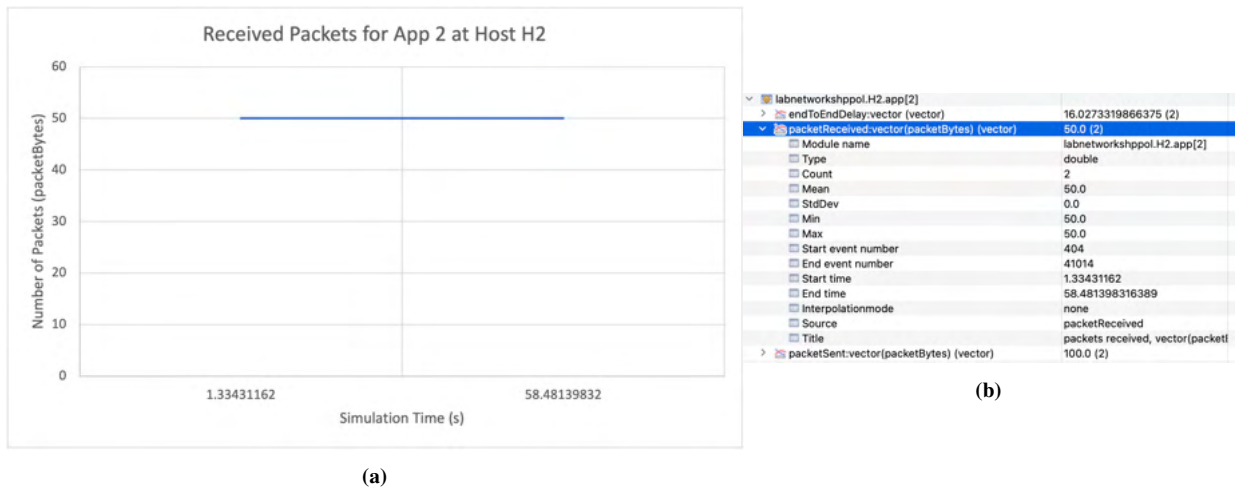 Received Packets for App 2 at Host H2
Number of Packets (packetBytes)
60
50
40
30
20
10
0
1.33431162 58.48139832
Simulation Time (s)
(a)
labnetworkshppol.H2.app[2]
endToEndDelay:vector (vector) 16.0273319866375 (2)
packetReceived:vector(packetBytes) (vector) 50.0 (2)
Module name labnetworkshppol.H2.app[2]
Type double
Count 2
Mean 50.0
StdDev 0.0
Min 50.0
Max 50.0
Start event number 404
End event number 41014
Start time 1.33431162
End time 58.481398316389
Interpolationmode none
Source packetReceived
Title packets received, vector(packetB
packetSent:vector(packetBytes) (vector) 100.0 (2)
(b)